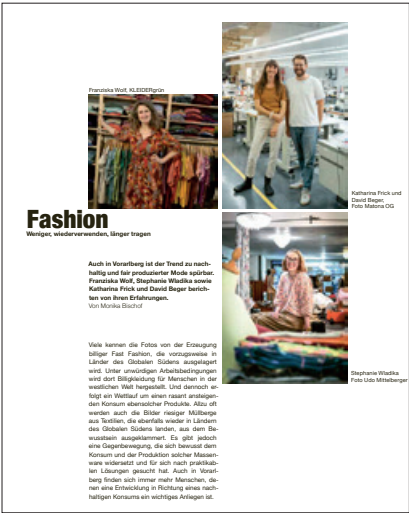 Franziska Wolf, KLEIDERgrün
Katharina Frick und
David Beger,
Foto Matona OG
Fashion
Weniger, wiederverwenden, länger tragen
Auch in Vorarlberg ist der Trend zu nach-
haltig und fair produzierter Mode spürbar.
Franziska Wolf, Stephanie Wladika sowie
Katharina Frick und David Beger berich-
ten von ihren Erfahrungen.
Von Monika Bischof
Stephanie Wladika
Foto Udo Mittelberger
Viele kennen die Fotos von der Erzeugung
billiger Fast Fashion, die vorzugsweise in
Länder des Globalen Südens ausgelagert
wird. Unter unwürdigen Arbeitsbedingungen
wird dort Billigkleidung für Menschen in der
westlichen Welt hergestellt. Und dennoch er-
folgt ein Wettlauf um einen rasant ansteigen-
den Konsum ebensolcher Produkte. Allzu oft
werden auch die Bilder riesiger Müllberge
aus Textilien, die ebenfalls wieder in Ländern
des Globalen Südens landen, aus dem Be-
wusstsein ausgeklammert. Es gibt jedoch
eine Gegenbewegung, die sich bewusst dem
Konsum und der Produktion solcher Massen-
ware widersetzt und für sich nach praktikab-
len Lösungen gesucht hat. Auch in Vorarl-
berg finden sich immer mehr Menschen, de-
nen eine Entwicklung in Richtung eines nach-
haltigen Konsums ein wichtiges Anliegen ist.